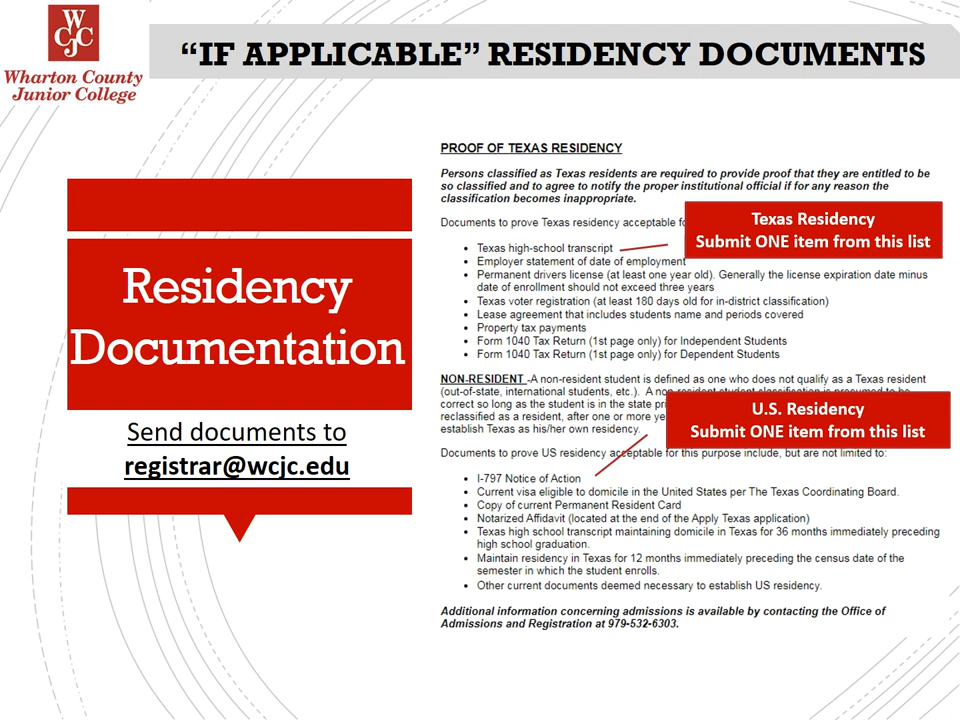 W
CJC
Wharton County
Junior College
“IF APPLICABLE” RESIDENCY DOCUMENTS
Residency
Documentation
Send documents to
registrar@wcjc.edu
PROOF OF TEXAS RESIDENCY
Persons classified as Texas residents are required to provide proof that they are entitled to be
so classified and to agree to notify the proper institutional official if for any reason the
classification becomes inappropriate.
Documents to prove Texas residency acceptable
Texas Residency
Submit ONE item from this list
• Texas high-school transcript
• Employer statement of date of employment
• Permanent drivers license (at least one year old). Generally the license expiration date minus
date of enrollment should not exceed three years
• Texas voter registration (at least 180 days old for in-district classification)
• Lease agreement that includes students name and periods covered
• Property tax payments
• Form 1040 Tax Return (1st page only) for Independent Students
• Form 1040 Tax Return (1st page only) for Dependent Students
NON-RESIDENT -A non-resident student is defined as one who does not qualify as a Texas resident
(out-of-state, international students, etc.). A non-resident student classification is presumed to be
correct so long as the student is in the state
reclassified as a resident, after one or more
establish Texas as his/her own residency.
U.S. Residency
Submit ONE item from this list
Documents to prove US residency acceptable for this purpose include, but are not limited to:
• I-797 Notice of Action
• Current visa eligible to domicile in the United States per The Texas Coordinating Board.
• Copy of current Permanent Resident Card
• Notarized Affidavit (located at the end of the Apply Texas application)
• Texas high school transcript maintaining domicile in Texas for 36 months immediately preceding
high school graduation.
• Maintain residency in Texas for 12 months immediately preceding the census date of the
semester in which the student enrolls.
• Other current documents deemed necessary to establish US residency.
Additional information concerning admissions is available by contacting the Office of
Admissions and Registration at 979-532-6303.